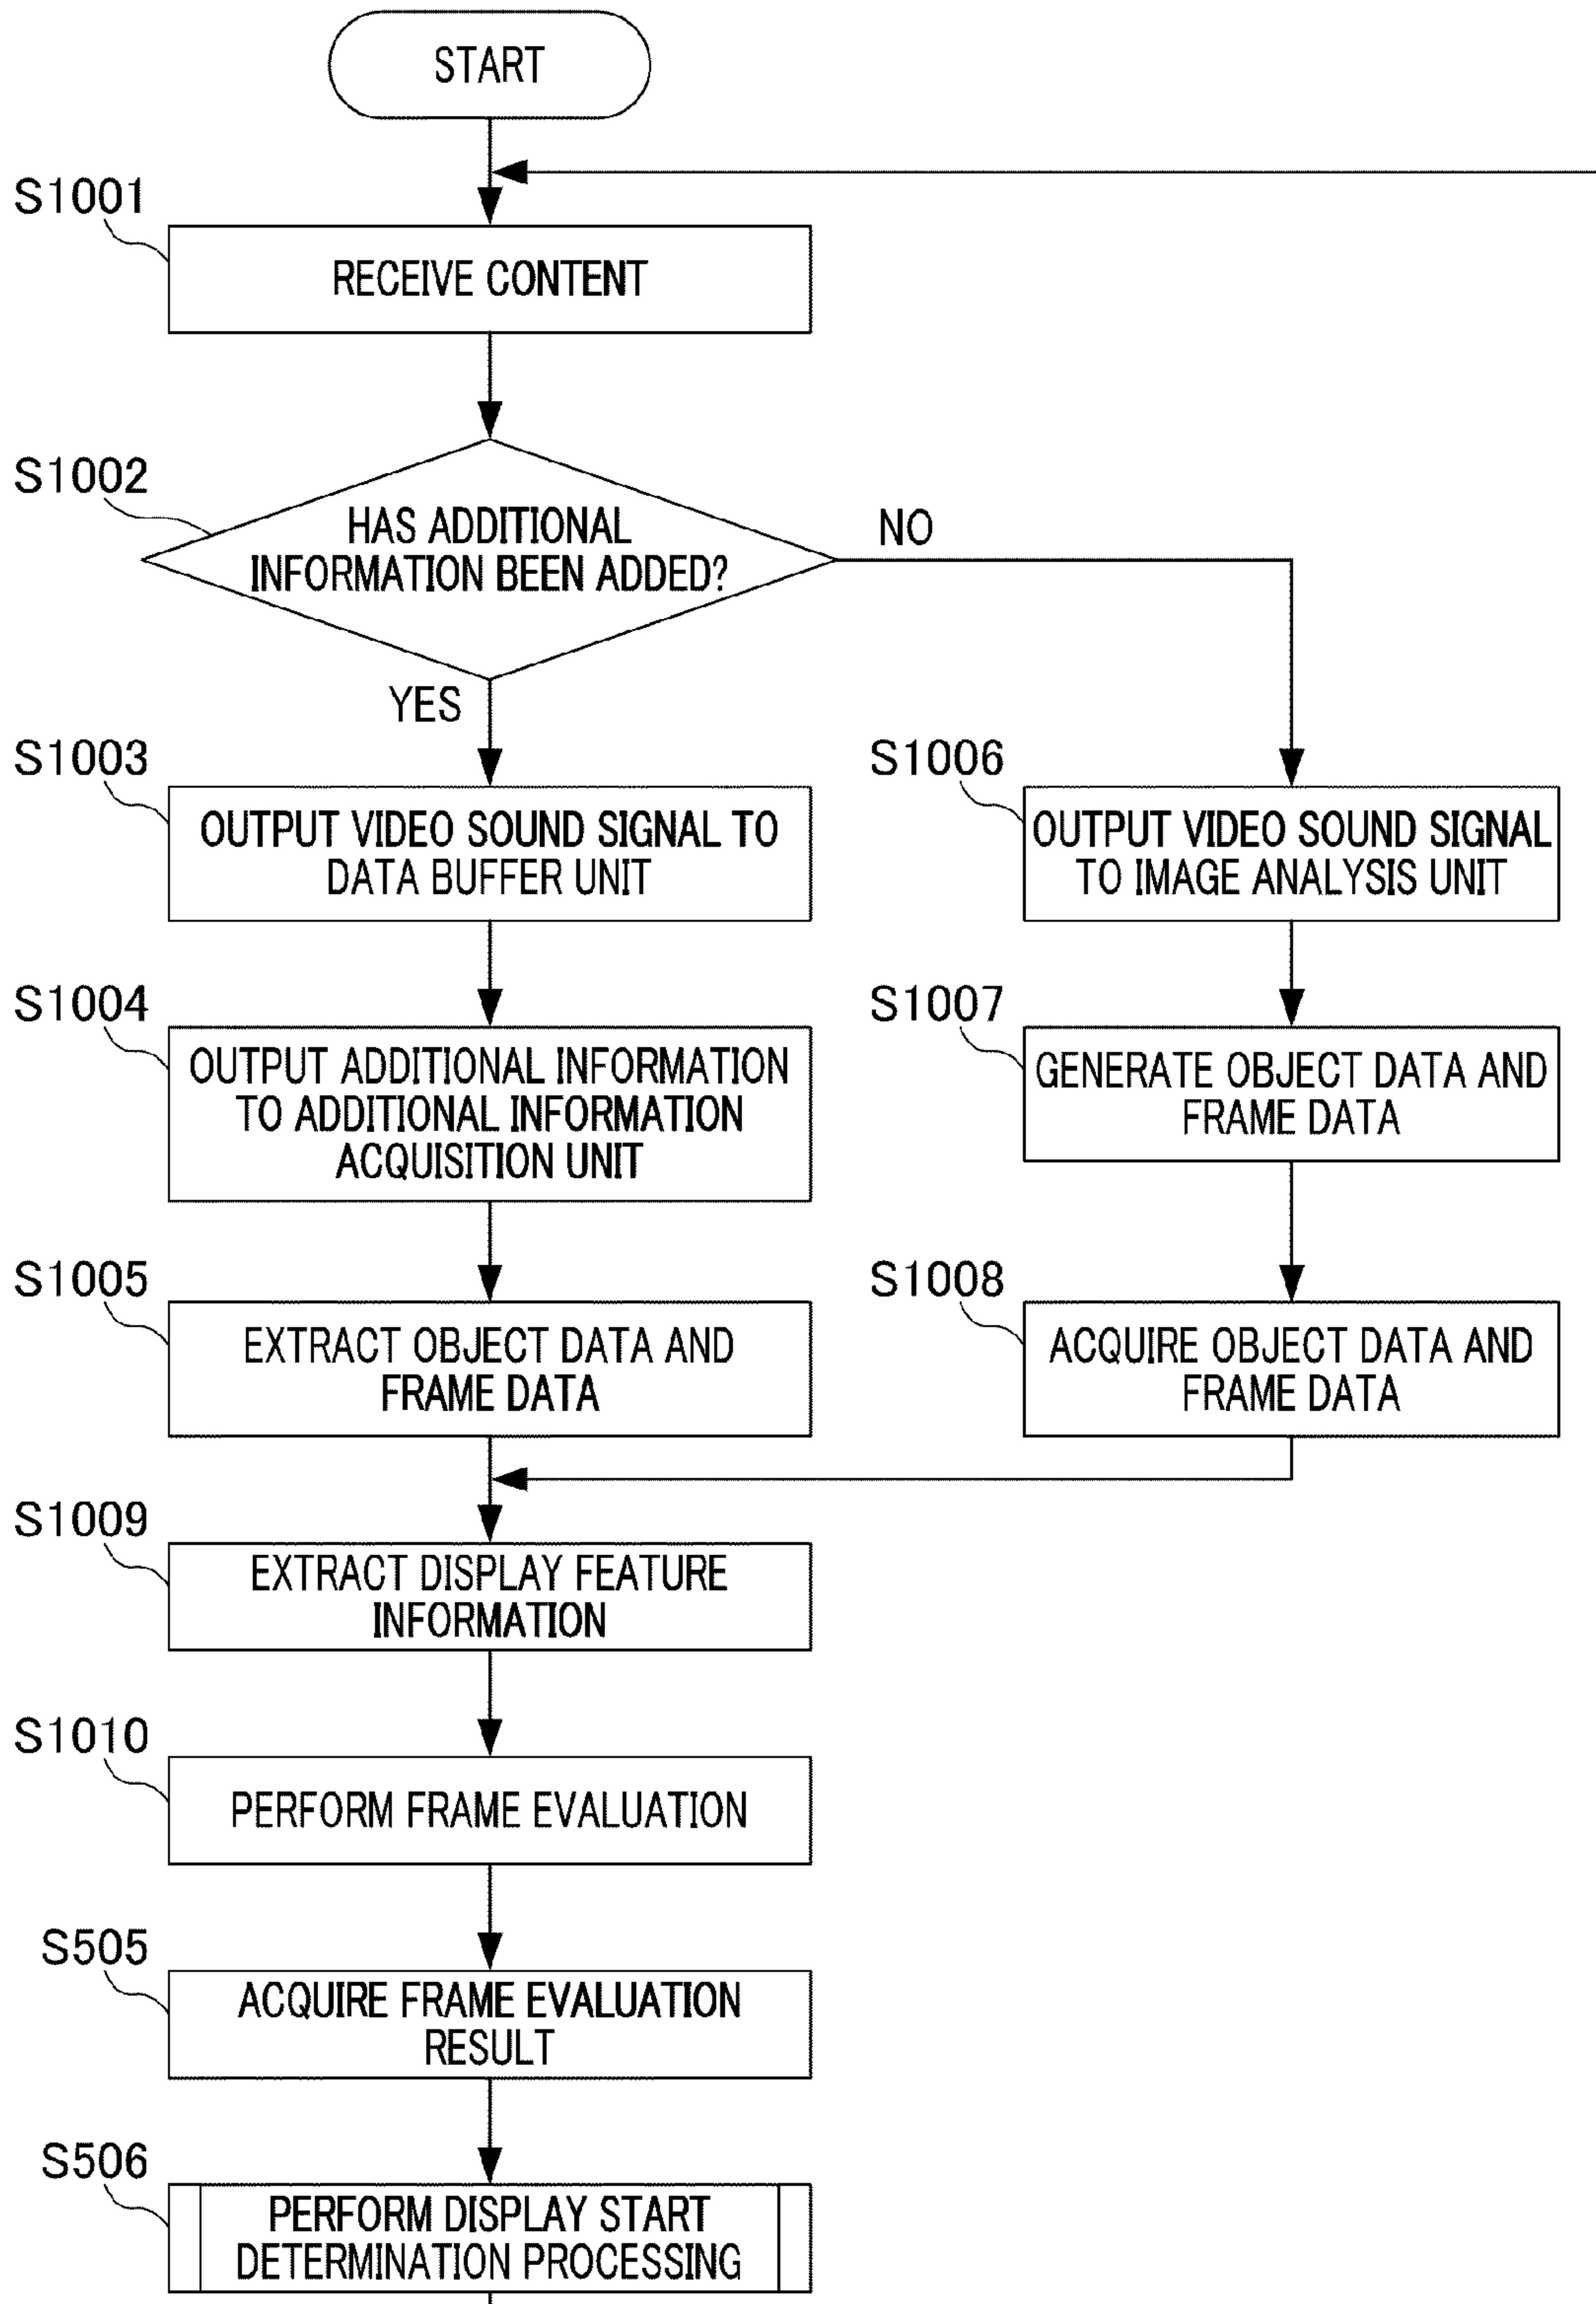 START
S1001
RECEIVE CONTENT
S1002
HAS ADDITIONAL
INFORMATION BEEN ADDED?
NO
YES
S1003
OUTPUT VIDEO SOUND SIGNAL TO
DATA BUFFER UNIT
S1006
OUTPUT VIDEO SOUND SIGNAL
TO IMAGE ANALYSIS UNIT
S1004
OUTPUT ADDITIONAL INFORMATION
TO ADDITIONAL INFORMATION
ACQUISITION UNIT
S1007
GENERATE OBJECT DATA AND
FRAME DATA
S1005
EXTRACT OBJECT DATA AND
FRAME DATA
S1008
ACQUIRE OBJECT DATA AND
FRAME DATA
S1009
EXTRACT DISPLAY FEATURE
INFORMATION
S1010
PERFORM FRAME EVALUATION
S505
ACQUIRE FRAME EVALUATION
RESULT
S506
PERFORM DISPLAY START
DETERMINATION PROCESSING